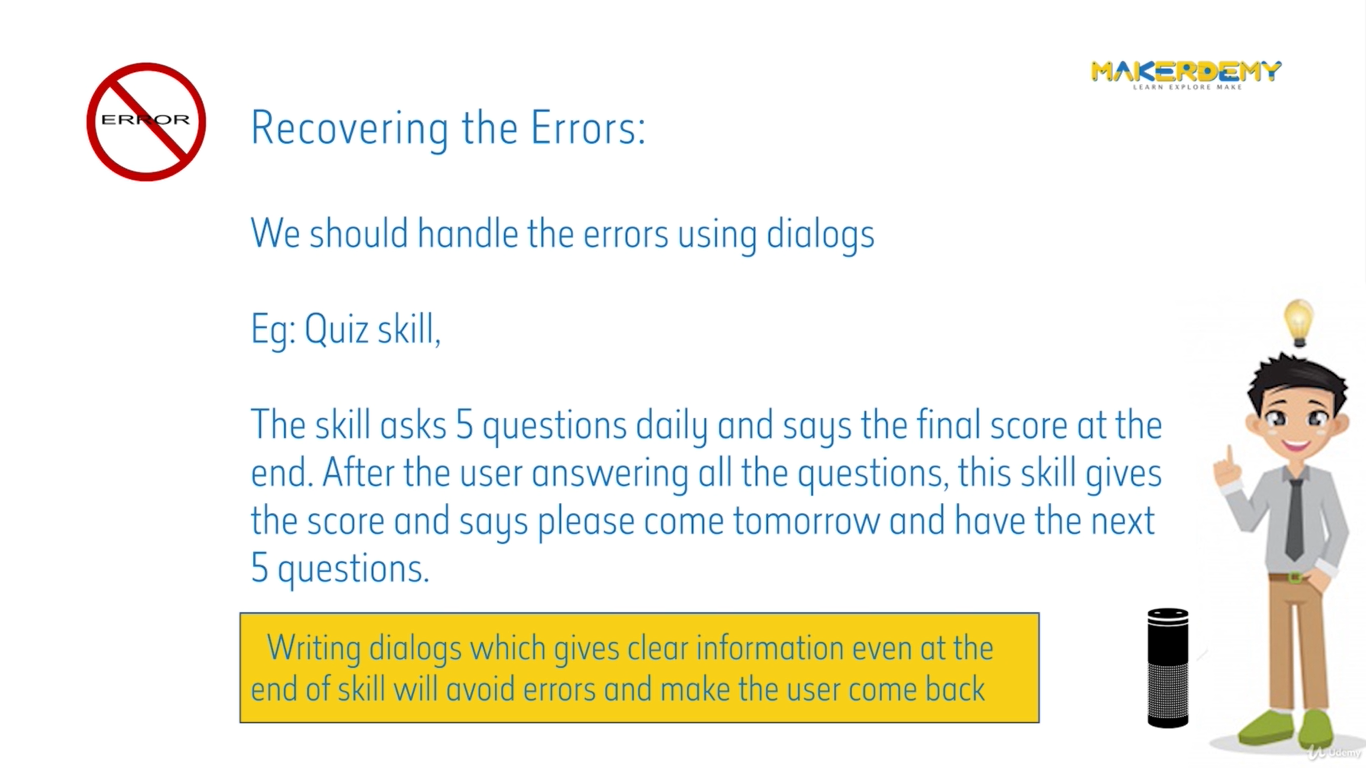 MAKERDEMY
LEARN EXPLORE MAKE
ERROR
Recovering the Errors:
We should handle the errors using dialogs
Eg: Quiz skill,
The skill asks 5 questions daily and says the final score at the
end. After the user answering all the questions, this skill gives
the score and says please come tomorrow and have the next
5 questions.
Writing dialogs which gives clear information even at the
end of skill will avoid errors and make the user come back
Udemy